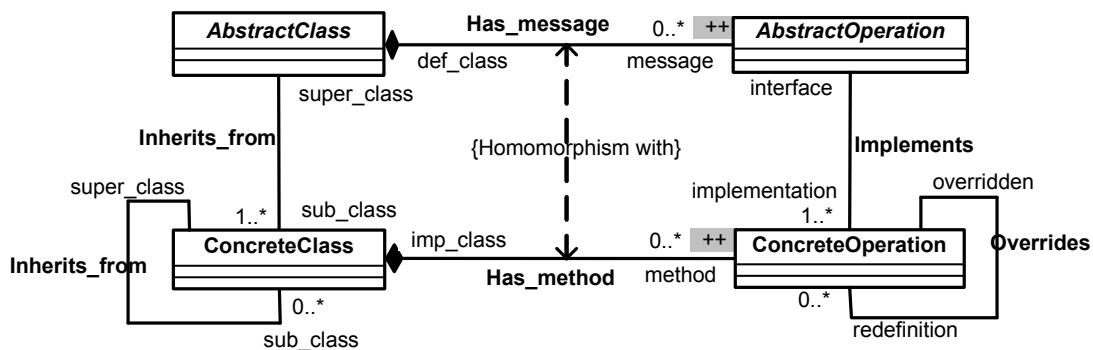 AbstractClass
Has_message
0..* ++
AbstractOperation
def_class
message
super_class
interface
Inherits_from
{Homomorphism with}
Implements
super_class
implementation
overridden
1..*
sub_class
1..*
ConcreteClass
imp_class
0..* ++
ConcreteOperation
Inherits_from
Has_method
method
Overrides
0..*
0..*
sub_class
redefinition